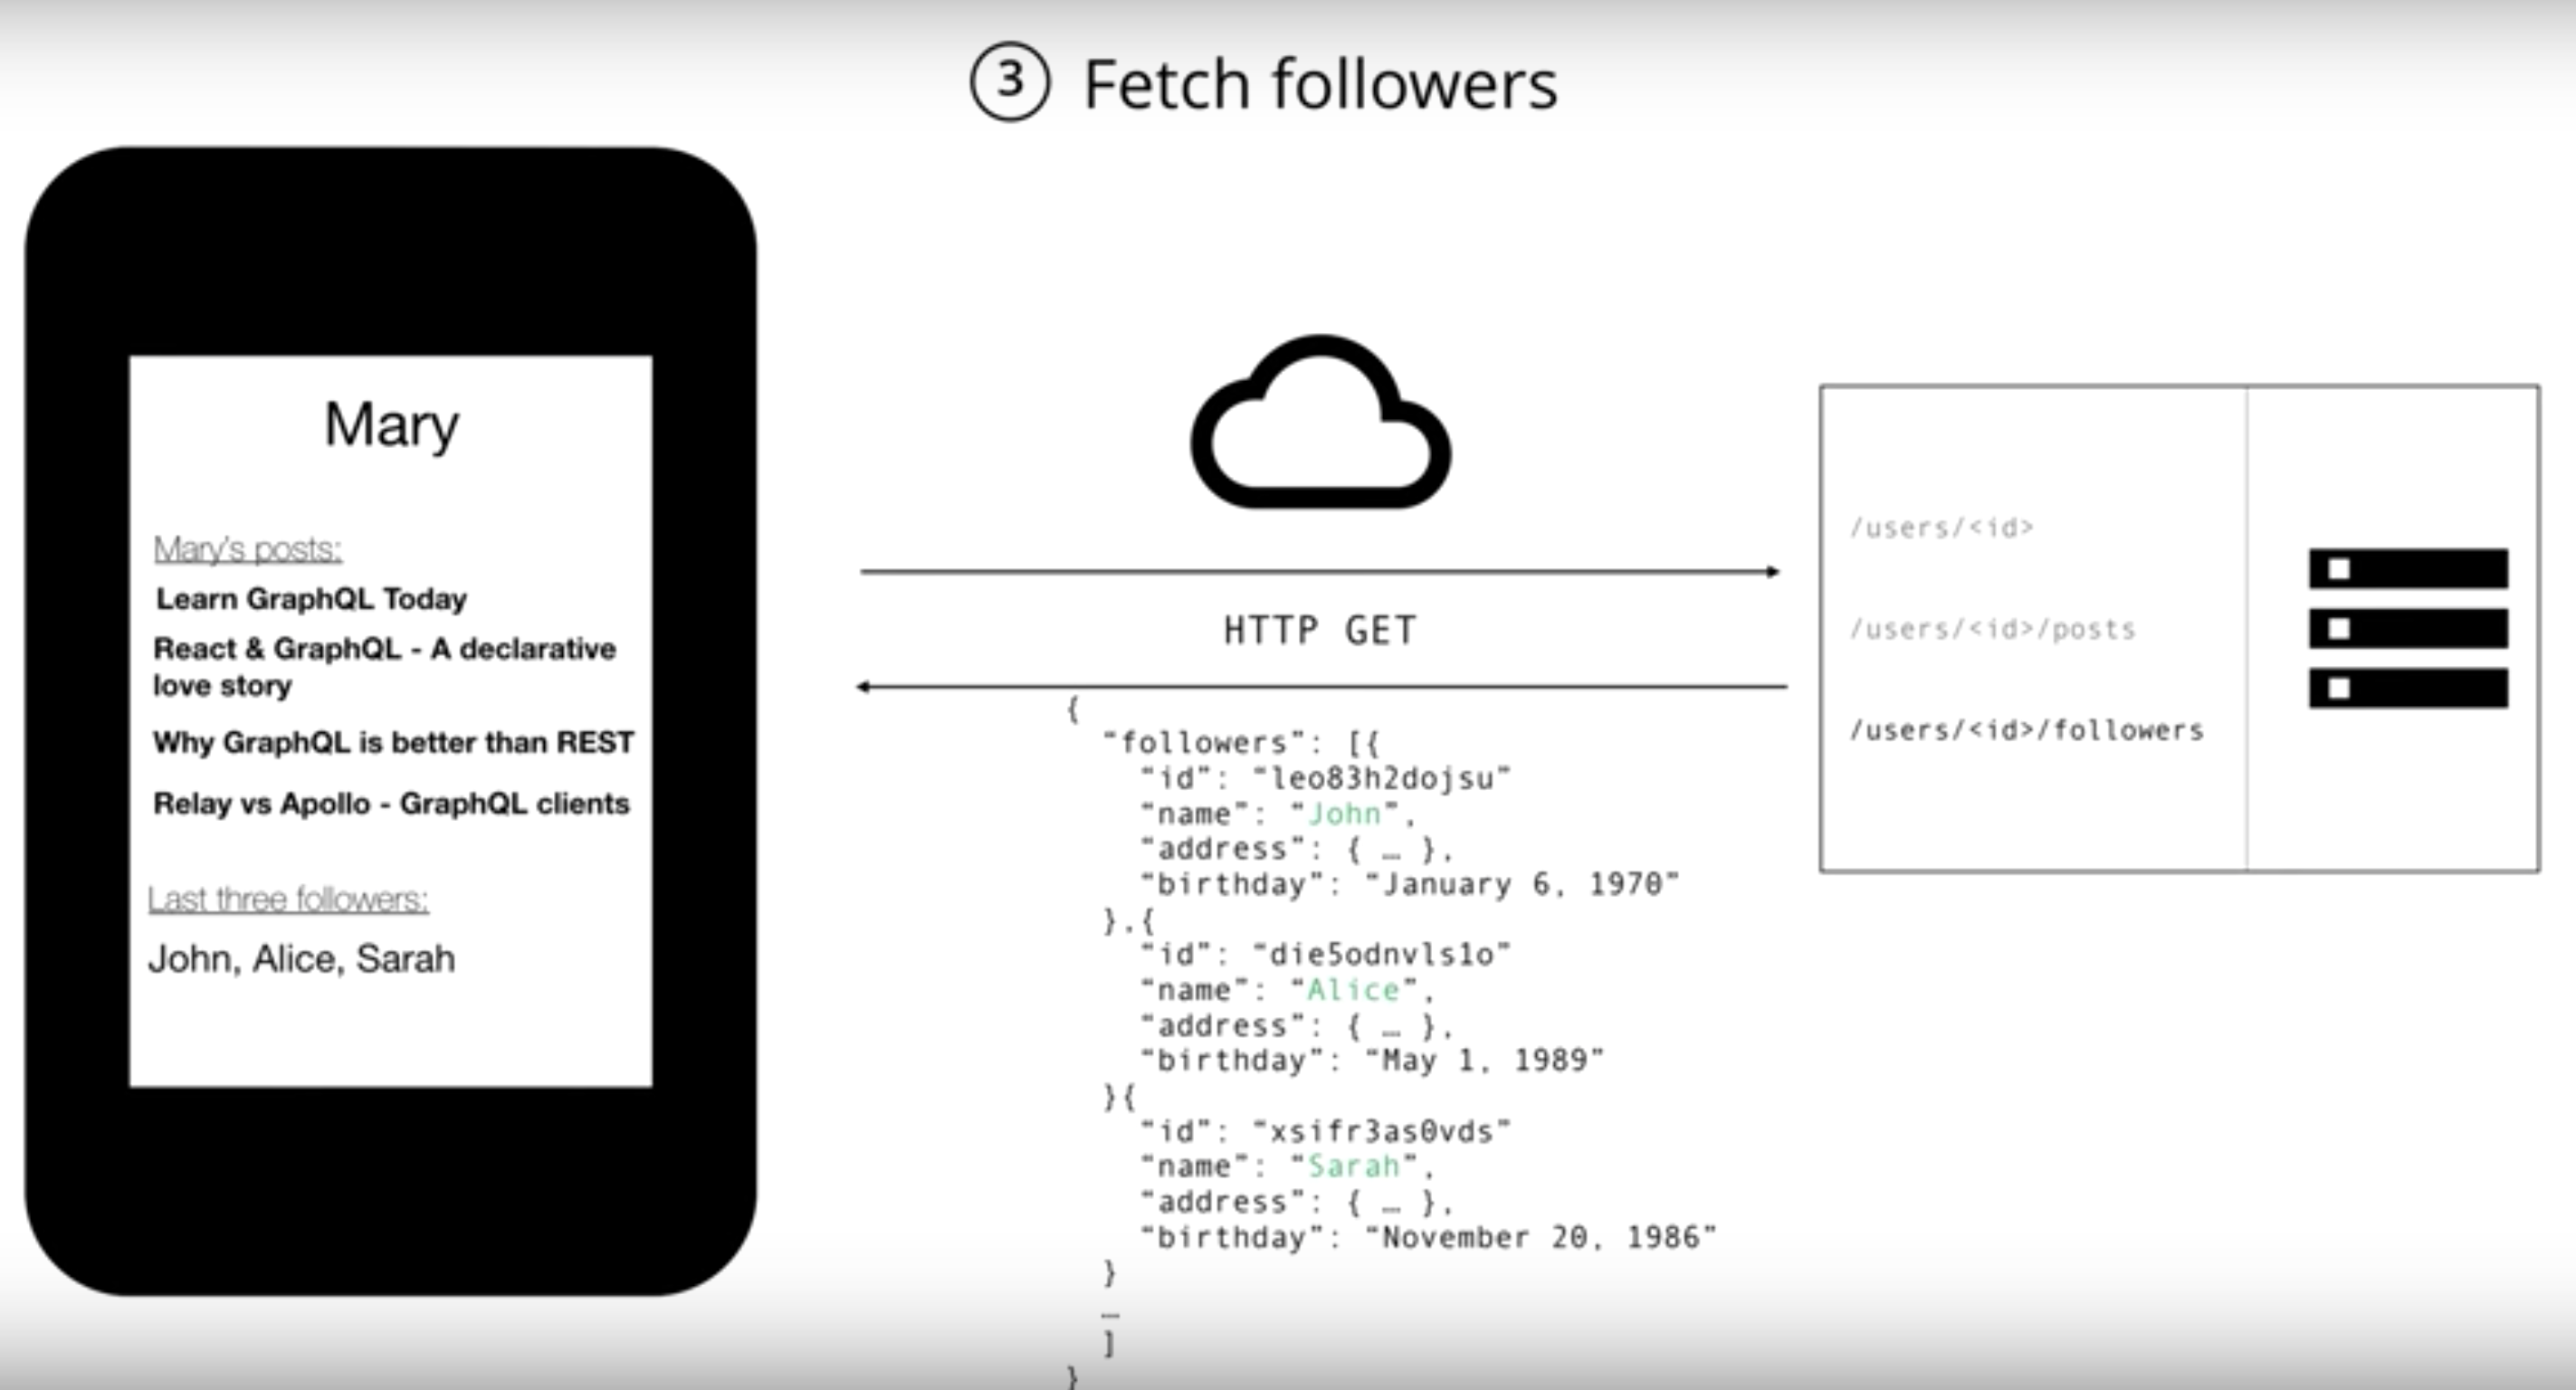 3 Fetch followers
Mary
Mary's posts:
Learn GraphQL Today
React & GraphQL - A declarative
love story
Why GraphQL is better than REST
Relay vs Apollo - GraphQL clients
Last three followers:
John, Alice, Sarah
HTTP GET
{
"followers": [{
"id": "leo83h2dojsu"
"name": "John",
"address": { … },
"birthday": "January 6, 1970"
},{
"id": "die5odnvls1o"
"name": "Alice",
"address": { … },
"birthday": "May 1, 1989"
}{
"id": "xsifr3as0vds"
"name": "Sarah",
"address": { … },
"birthday": "November 20, 1986"
}
…
]
}
/users/<id>
/users/<id>/posts
/users/<id>/followers